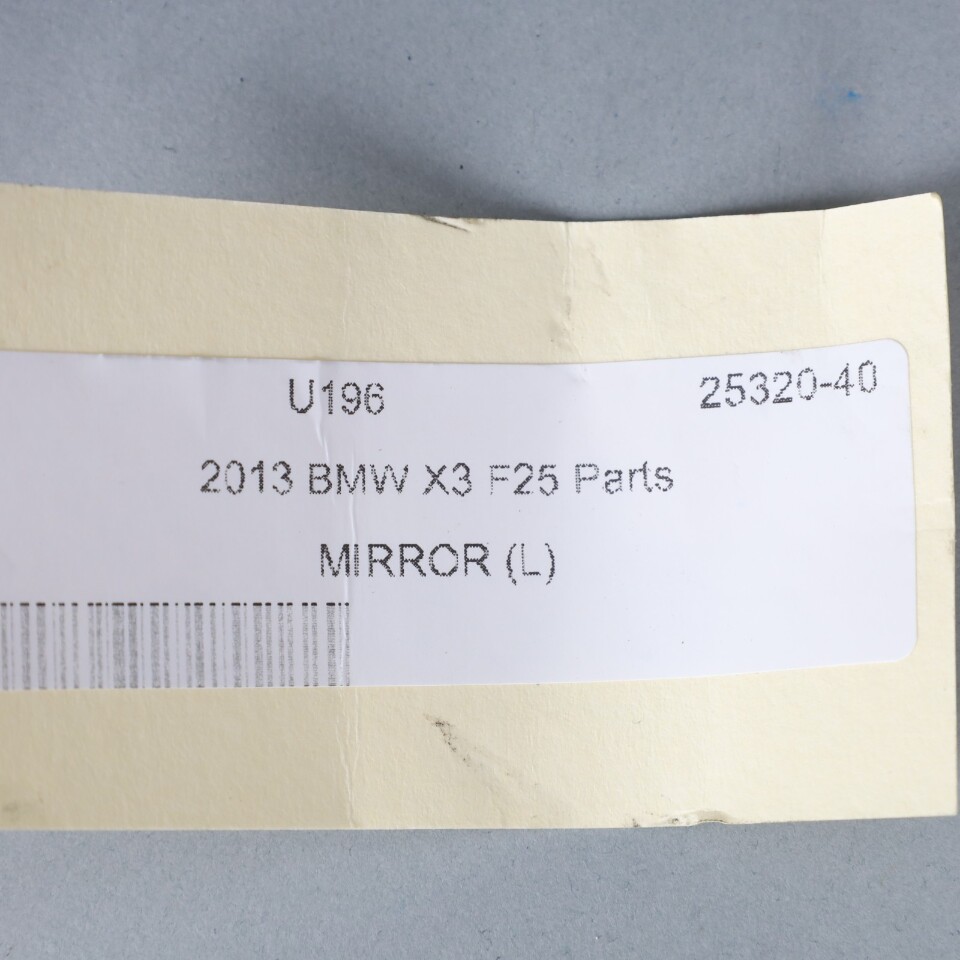 U196 25320-40
2013 BMW X3 F25 Parts
MIRROR (L)